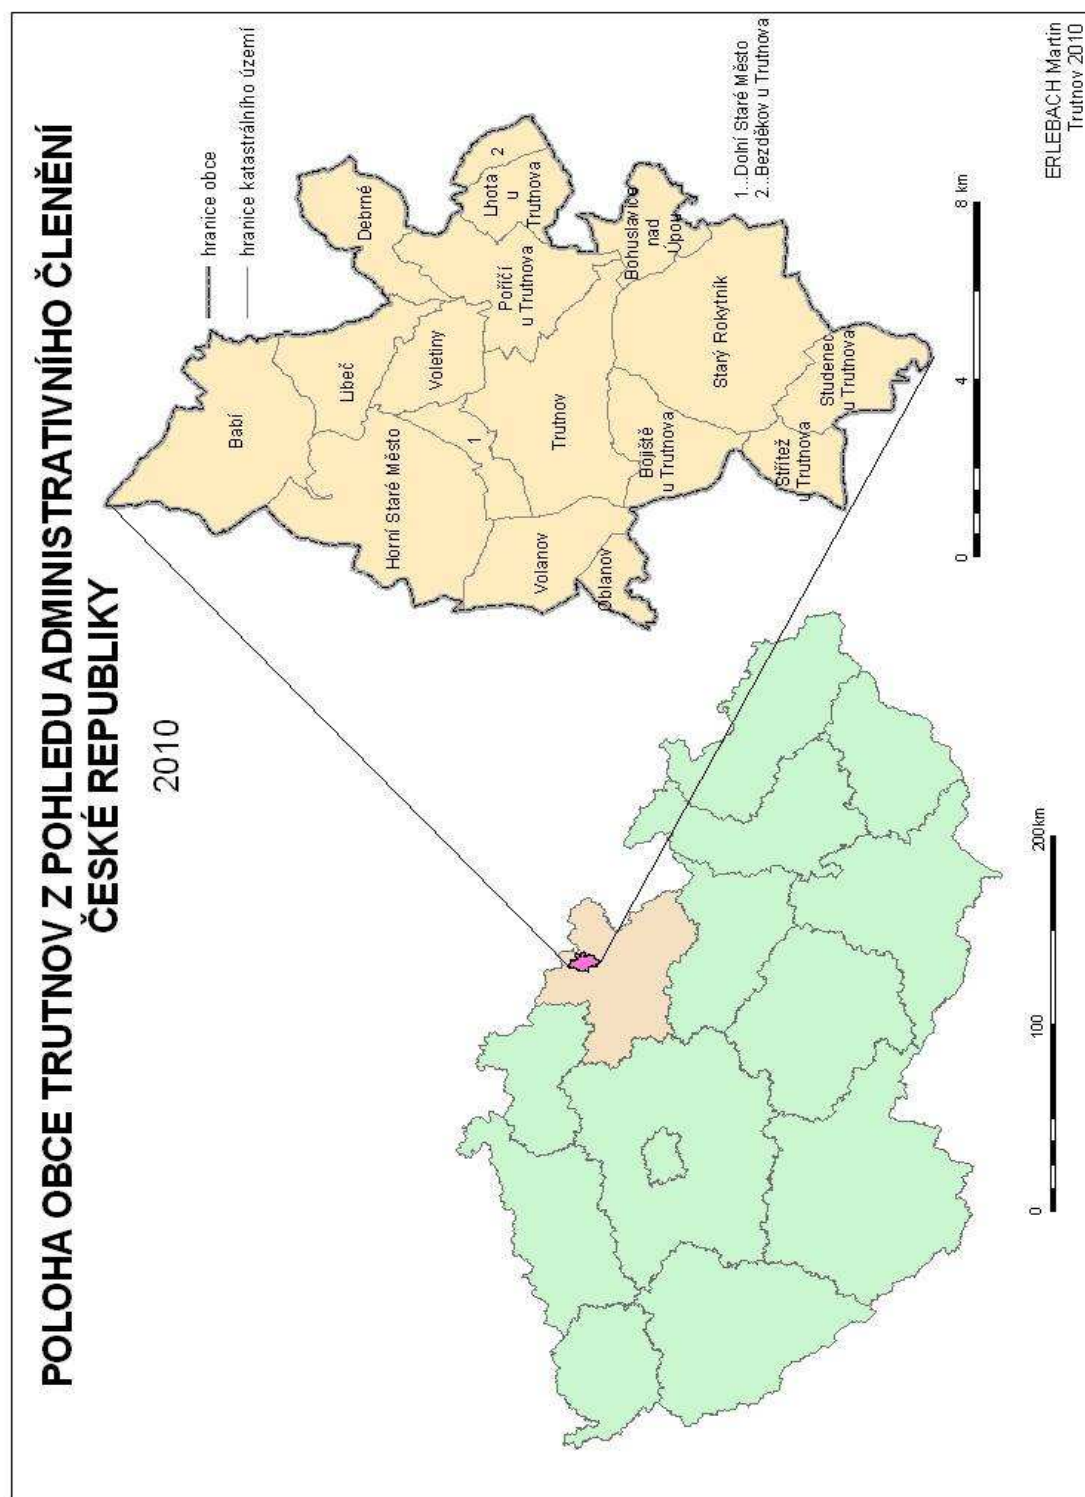 POLOHA OBCE TRUTNOV Z POHLEDU ADMINISTRATIVNÍHO ČLENĚNÍ
ČESKÉ REPUBLIKY
2010
hranice obce
hranice katastrálního území
Babí
Debrné
Libeč
Horní Staré Město
Voletiny
Lhota
u
Trutnova
2
Poříčí
u Trutnova
1
Volanov
Trutnov
Oblanov
Bohuslavice
nad
Úpou
Bojiště
u Trutnova
Starý Rokytník
Střítež
u Trutnova
Studenec
u Trutnova
1...Dolní Staré Město
2..Bezděkov u Trutnova
0
4
8 km
0
100
200km
ERLEBACH Martin
Trutnov 2010